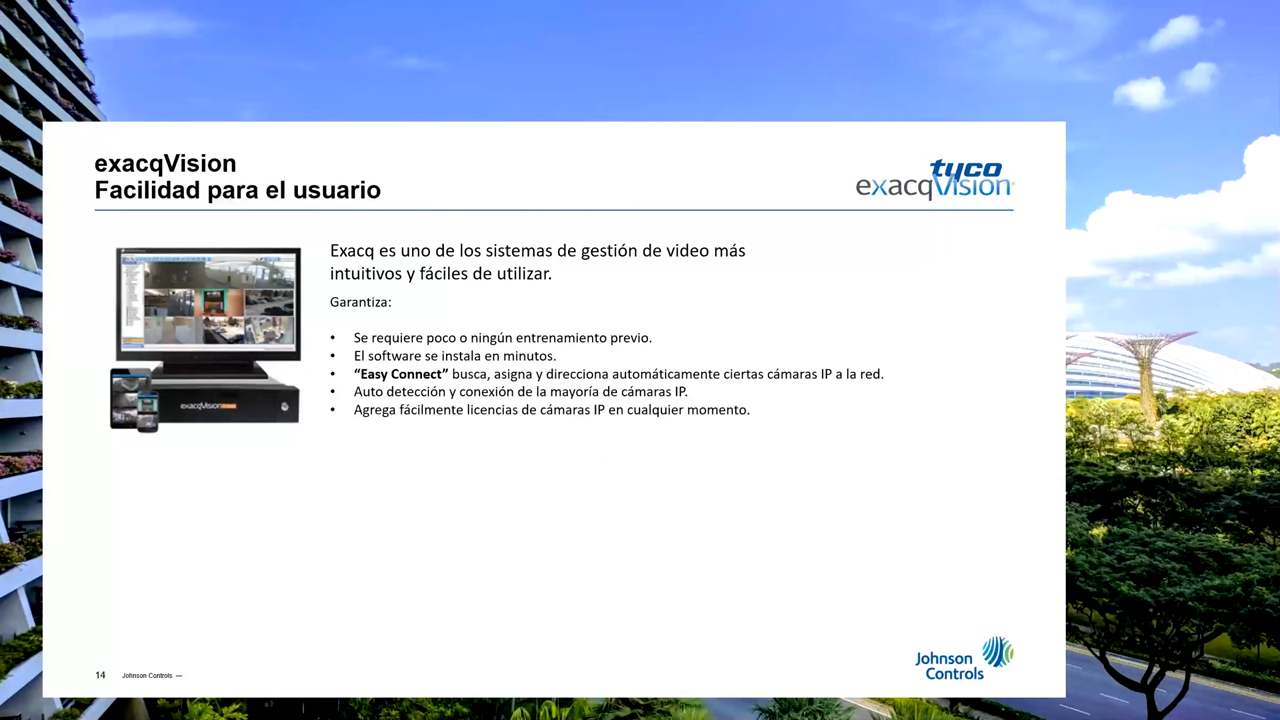 exacqVision
Facilidad para el usuario
tyco
exacqVision
Exacq es uno de los sistemas de gestión de video más
intuitivos y fáciles de utilizar.
Garantiza:
• Se requiere poco o ningún entrenamiento previo.
• El software se instala en minutos.
• “Easy Connect” busca, asigna y direcciona automáticamente ciertas cámaras IP a la red.
• Auto detección y conexión de la mayoría de cámaras IP.
• Agrega fácilmente licencias de cámaras IP en cualquier momento.
exacqVision
14 Johnson Controls —
Johnson
Controls